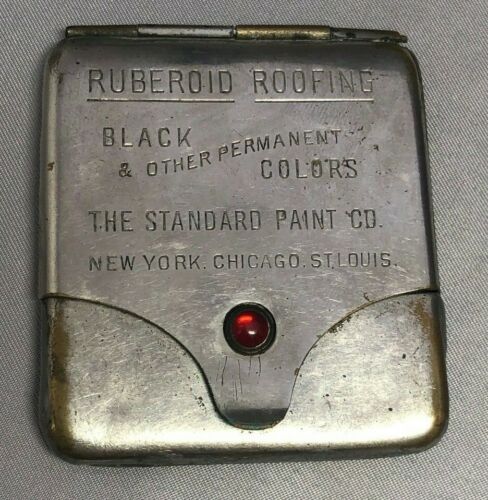 RUBEROID ROOFING
BLACK
& OTHER PERMANENT
COLORS
THE STANDARD PAINT CO.
NEW YORK. CHICAGO. ST. LOUIS.